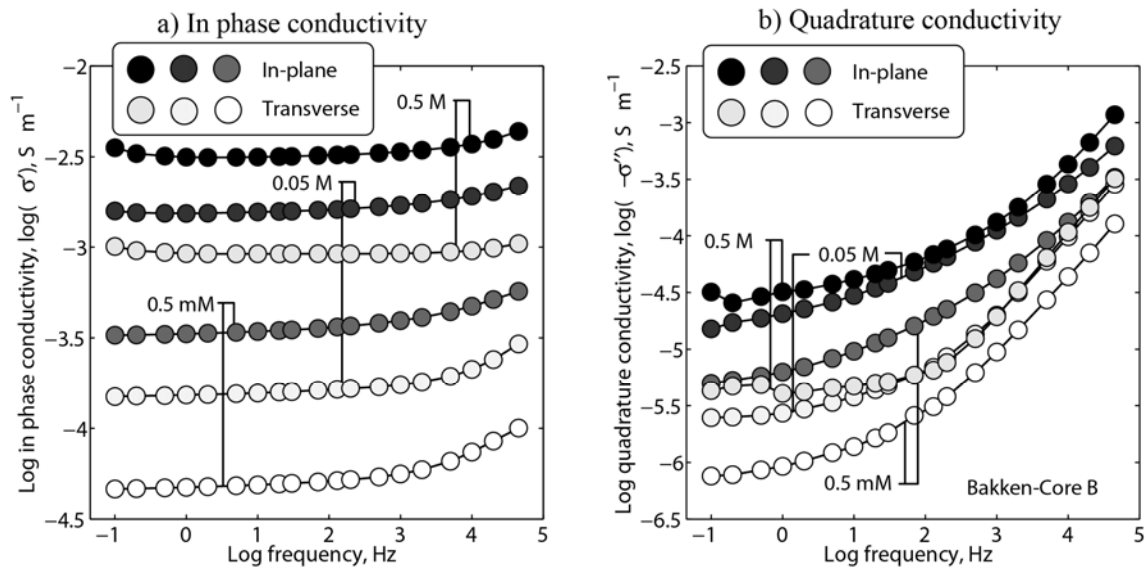 a) In phase conductivity
In-plane
Transverse
0.5 M
0.05 M
0.5 mM
Log in phase conductivity, log( σ'), S m⁻¹
−2
−2.5
−3
−3.5
−4
−4.5
−1 0 1 2 3 4 5
Log frequency, Hz
b) Quadrature conductivity
In-plane
Transverse
0.5 M
0.05 M
0.5 mM
Bakken-Core B
Log quadrature conductivity, log( −σ''), S m⁻¹
−2.5
−3
−3.5
−4
−4.5
−5
−5.5
−6
−6.5
−1 0 1 2 3 4 5
Log frequency, Hz